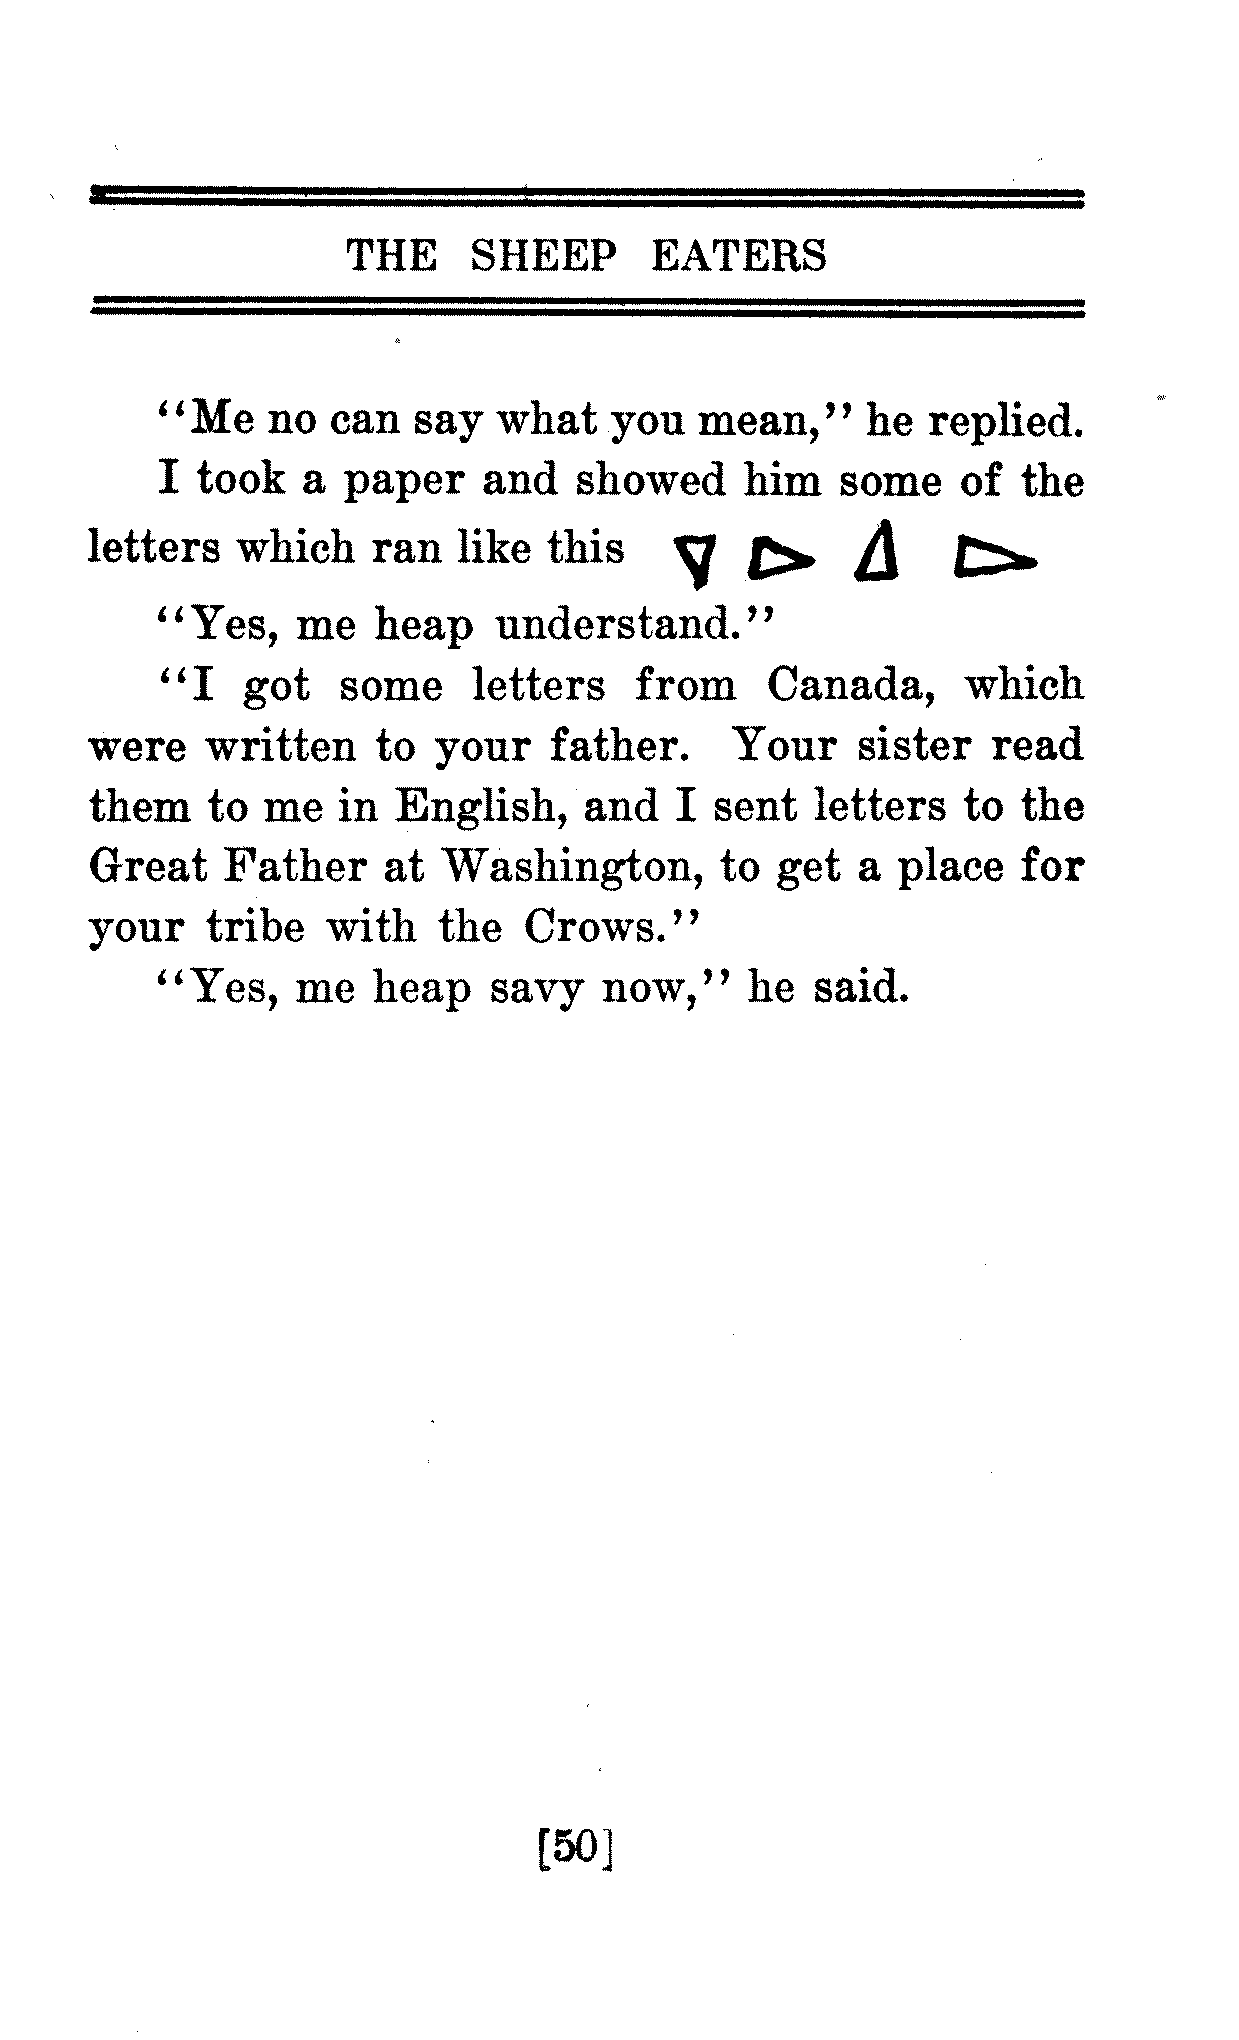 THE SHEEP EATERS
"Me no can say what you mean," he replied.
I took a paper and showed him some of the
letters which ran like this ▽ ▷ △ ▷
"Yes, me heap understand."
"I got some letters from Canada, which
were written to your father. Your sister read
them to me in English, and I sent letters to the
Great Father at Washington, to get a place for
your tribe with the Crows."
"Yes, me heap savy now," he said.
[50]